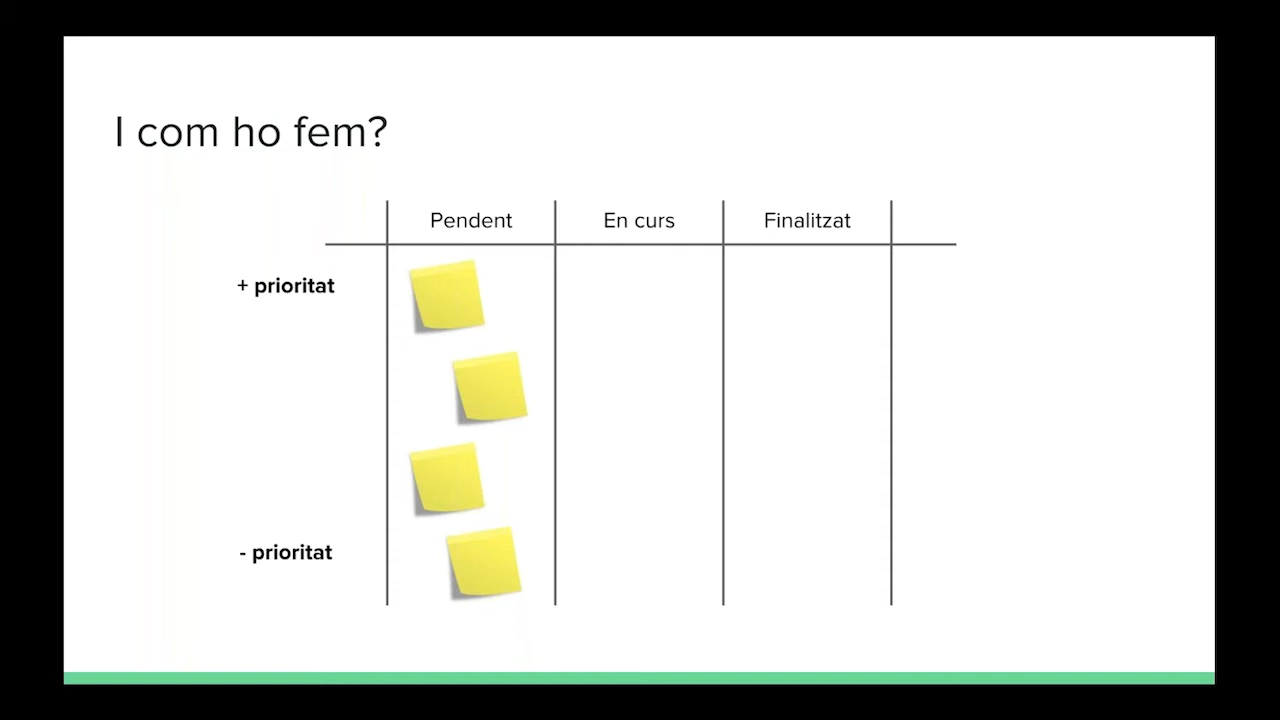 I com ho fem?
Pendent En curs Finalitzat
+ prioritat
- prioritat